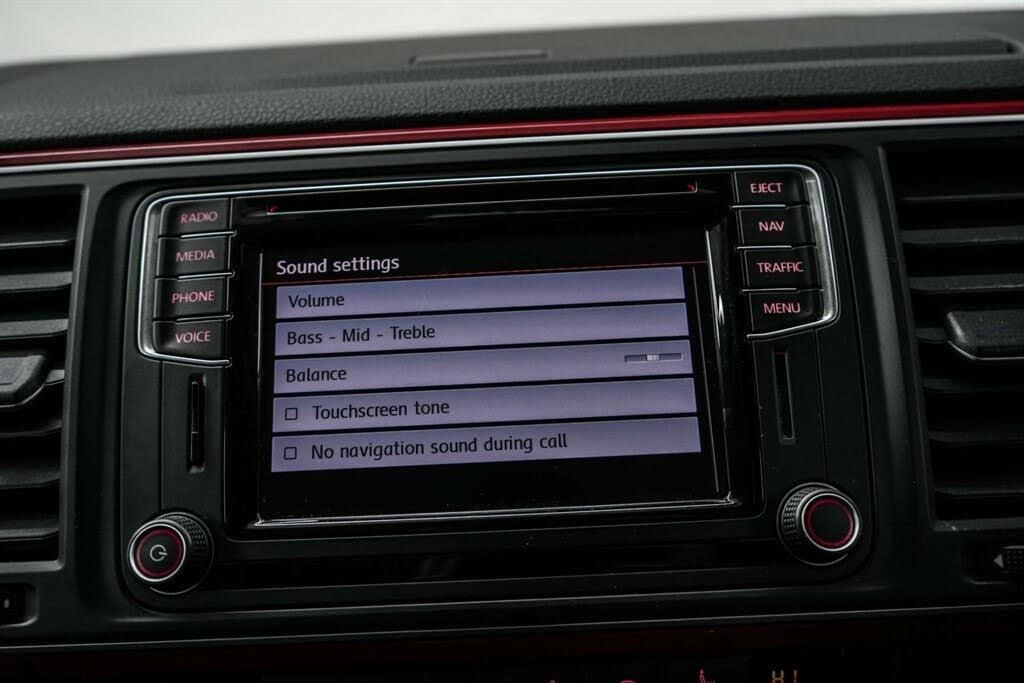 RADIO
MEDIA
PHONE
VOICE
EJECT
NAV
TRAFFIC
MENU
Sound settings
Volume
Bass - Mid - Treble
Balance
Touchscreen tone
No navigation sound during call